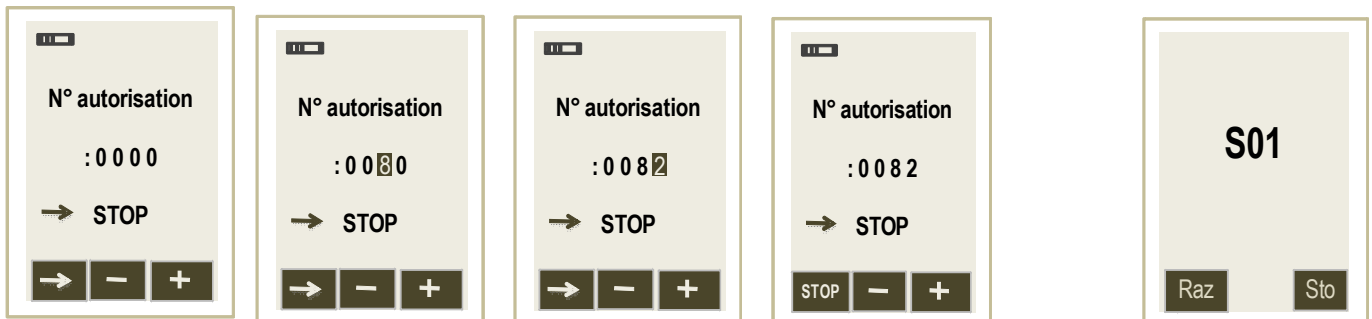 N° autorisation
: 0 0 0 0
STOP
N° autorisation
: 0 0 8 0
STOP
N° autorisation
: 0 0 8 2
STOP
N° autorisation
: 0 0 8 2
STOP
STOP
S01
Raz Sto